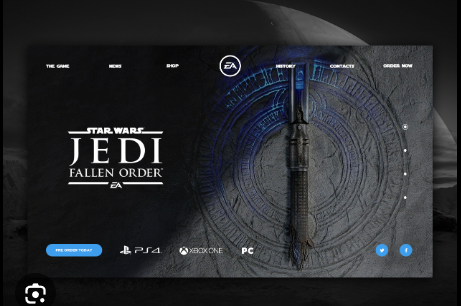 THE GAME NEWS SHOP EA HISTORY CONTACTS ORDER NOW
STAR WARS
JEDI
FALLEN ORDER
EA
PRE ORDER TODAY PS4 XBOX ONE PC